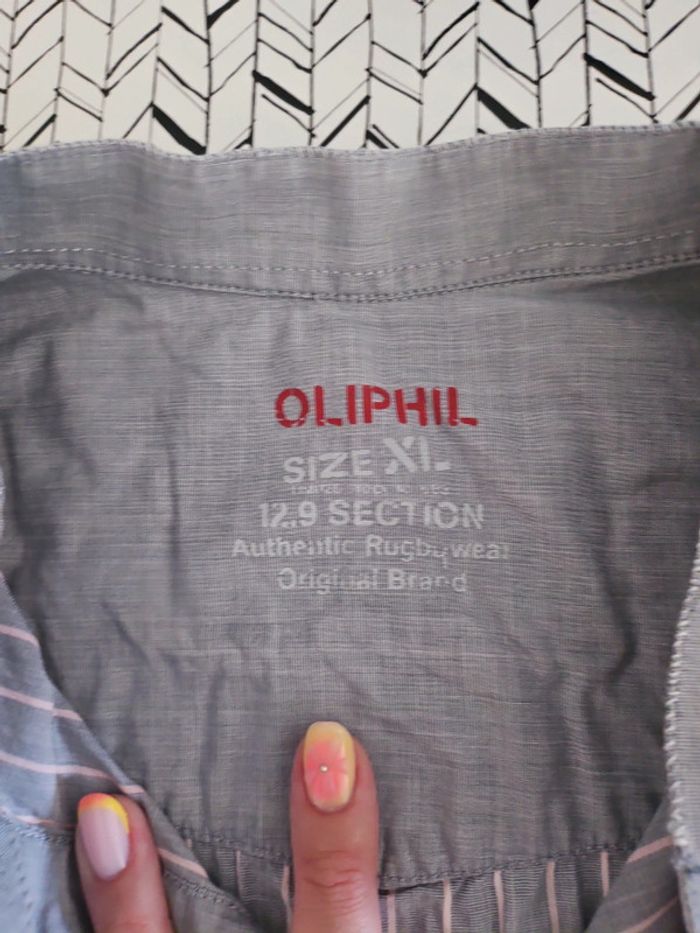 OLIPHIL
SIZE XL
12.9 SECTION
Authentic Rugbywear
Original Brand